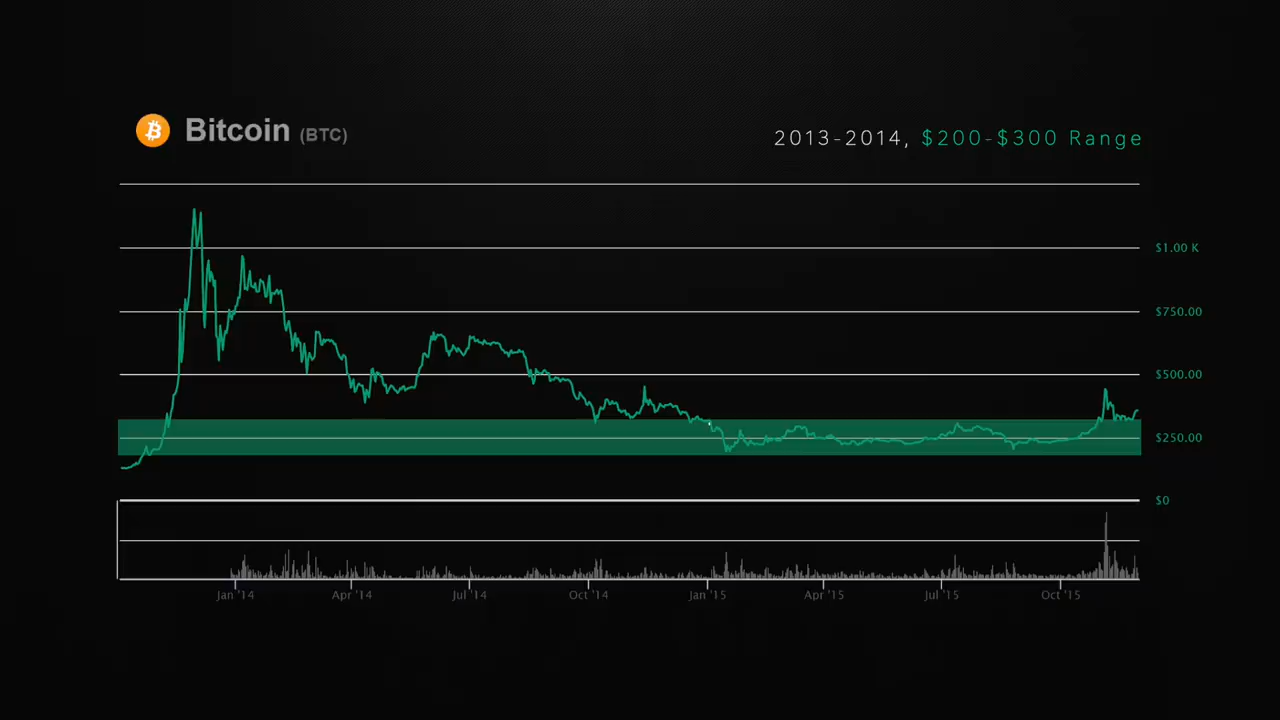 Bitcoin (BTC)
2013-2014, $200-$300 Range
$1.00 K
$750.00
$500.00
$250.00
$0
Jan '14 Apr '14 Jul '14 Oct '14 Jan '15 Apr '15 Jul '15 Oct '15